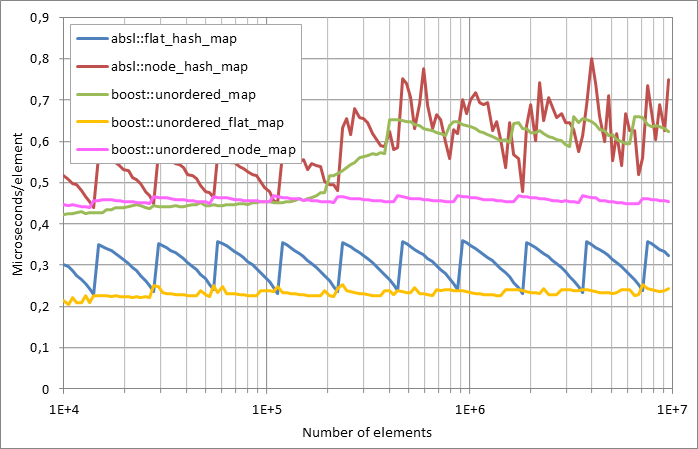 0,9
0,8
0,7
0,6
0,5
0,4
0,3
0,2
0,1
0
Microseconds/element
absl::flat_hash_map
absl::node_hash_map
boost::unordered_map
boost::unordered_flat_map
boost::unordered_node_map
1E+4 1E+5 1E+6 1E+7
Number of elements